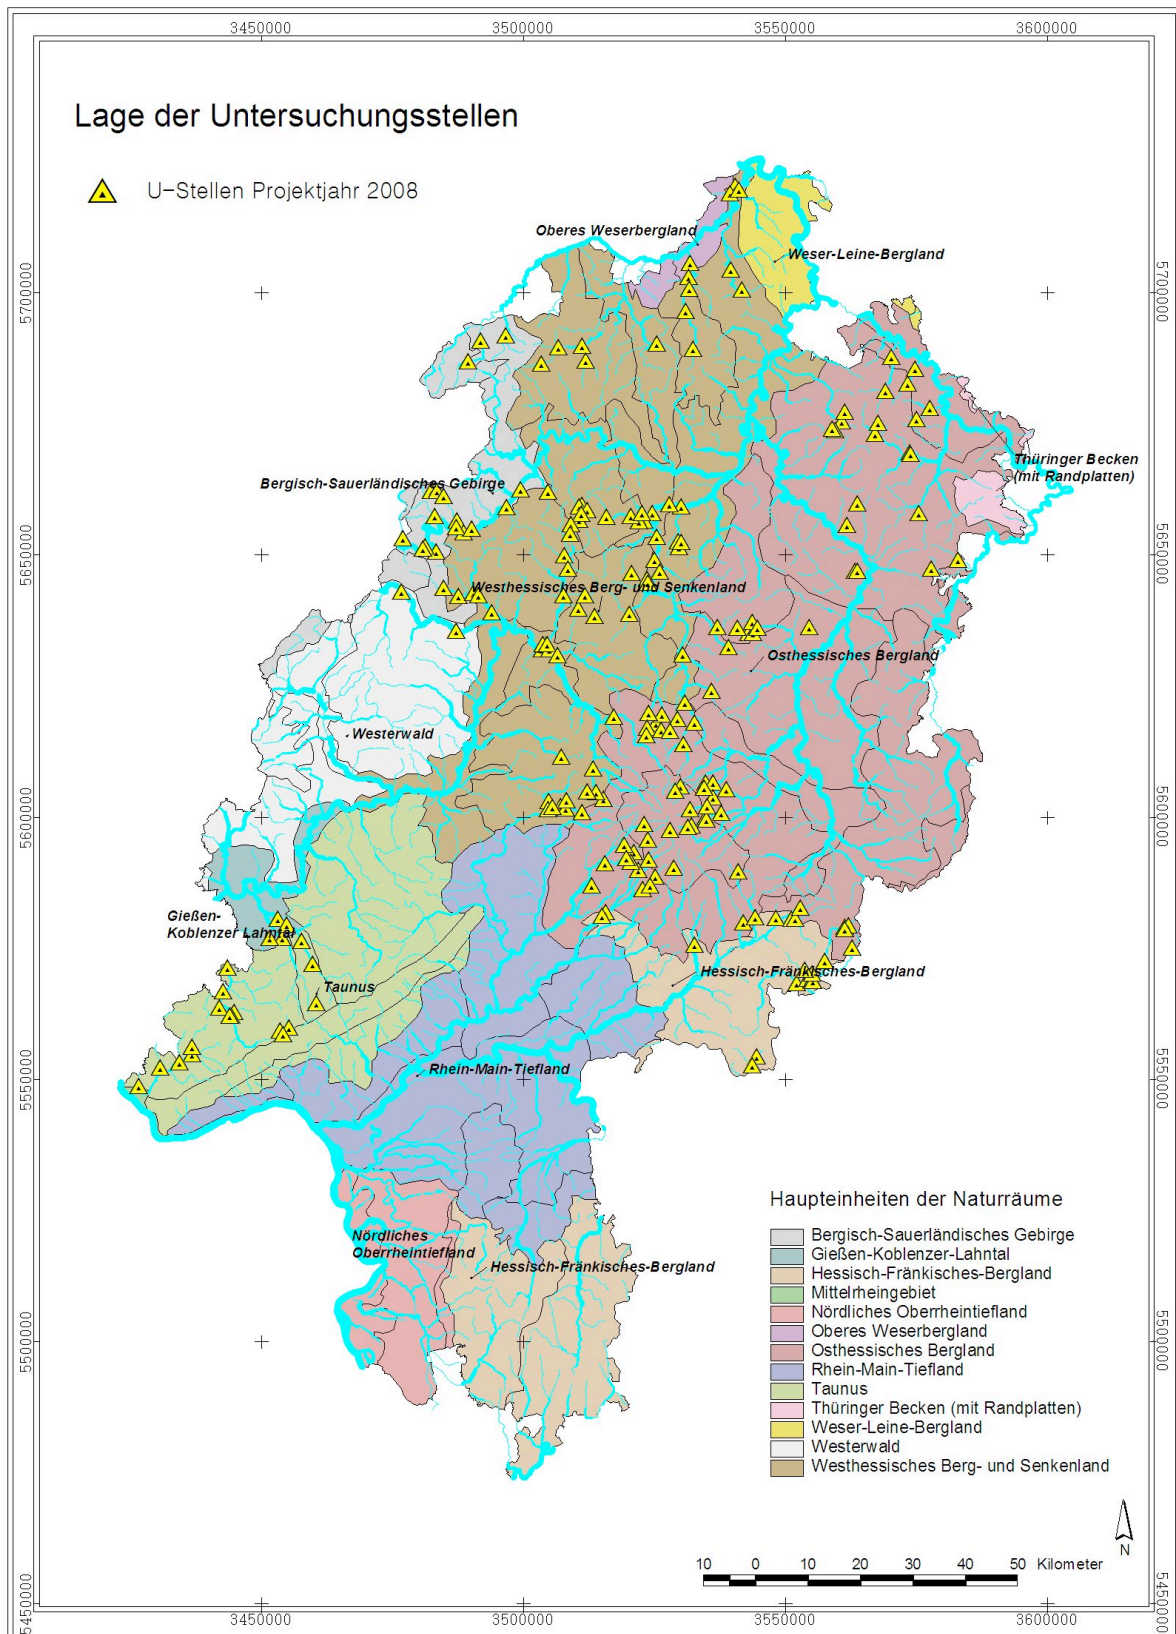 3450000 3500000 3550000 3600000
Lage der Untersuchungsstellen
U-Stellen Projektjahr 2008
Oberes Weserbergland
Weser-Leine-Bergland
5700000 5700000
Bergisch-Sauerländisches Gebirge
Thüringer Becken
(mit Randplatten)
5650000 5650000
Westhessisches Berg- und Senkenland
Osthessisches Bergland
Westerwald
5600000 5600000
Gießen-
Koblenzer Lahntal
Taunus
Hessisch-Fränkisches-Bergland
Rhein-Main-Tiefland
5550000 5550000
Nördliches
Oberrheintiefland
Hessisch-Fränkisches-Bergland
5500000 5500000
Haupteinheiten der Naturräume
Bergisch-Sauerländisches Gebirge
Gießen-Koblenzer-Lahntal
Hessisch-Fränkisches-Bergland
Mittelrheingebiet
Nördliches Oberrheintiefland
Oberes Weserbergland
Osthessisches Bergland
Rhein-Main-Tiefland
Taunus
Thüringer Becken (mit Randplatten)
Weser-Leine-Bergland
Westerwald
Westhessisches Berg- und Senkenland
N
10 0 10 20 30 40 50 Kilometer
5450000 5450000
3450000 3500000 3550000 3600000